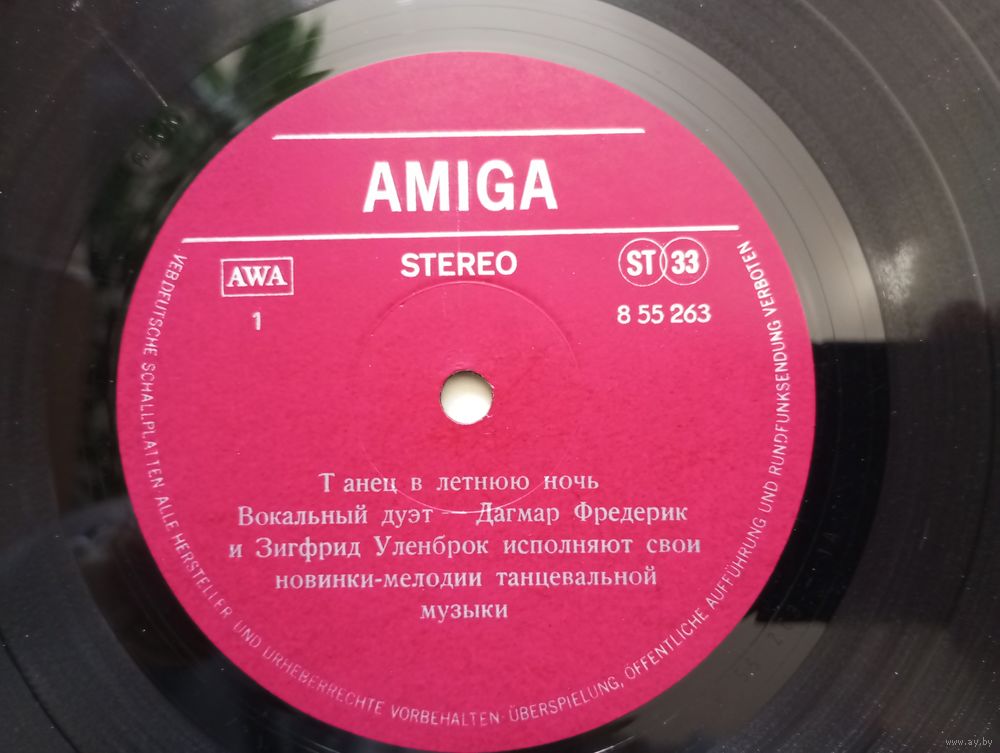 AMIGA
AWA
STEREO
ST 33
1
8 55 263
Танец в летнюю ночь
Вокальный дуэт — Дагмар Фредерик
и Зигфрид Уленброк исполняют свои
новинки-мелодии танцевальной
музыки
VEB DEUTSCHE SCHALLPLATTEN ALLE HERSTELLER UND URHEBERRECHTE VORBEHALTEN · ÜBERSPIELUNG, ÖFFENTLICHE AUFFÜHRUNG UND RUNDFUNKSENDUNG VERBOTEN
www.ay.by